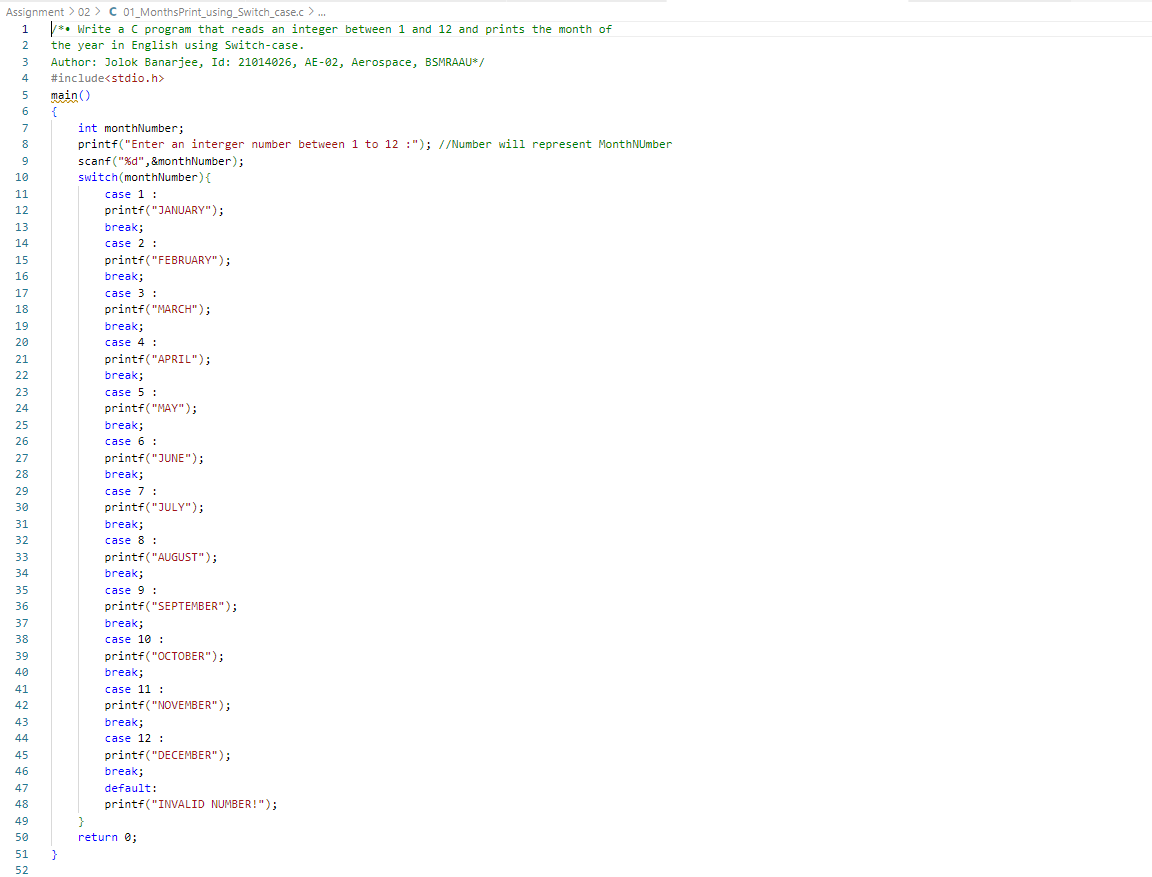 Assignment > 02 > C 01_MonthsPrint_using_Switch_case.c > ...
1 /*• Write a C program that reads an integer between 1 and 12 and prints the month of
2 the year in English using Switch-case.
3 Author: Jolok Banarjee, Id: 21014026, AE-02, Aerospace, BSMRAAU*/
4 #include<stdio.h>
5 main()
6 {
7 int monthNumber;
8 printf("Enter an interger number between 1 to 12 :"); //Number will represent MonthNUmber
9 scanf("%d",&monthNumber);
10 switch(monthNumber){
11 case 1 :
12 printf("JANUARY");
13 break;
14 case 2 :
15 printf("FEBRUARY");
16 break;
17 case 3 :
18 printf("MARCH");
19 break;
20 case 4 :
21 printf("APRIL");
22 break;
23 case 5 :
24 printf("MAY");
25 break;
26 case 6 :
27 printf("JUNE");
28 break;
29 case 7 :
30 printf("JULY");
31 break;
32 case 8 :
33 printf("AUGUST");
34 break;
35 case 9 :
36 printf("SEPTEMBER");
37 break;
38 case 10 :
39 printf("OCTOBER");
40 break;
41 case 11 :
42 printf("NOVEMBER");
43 break;
44 case 12 :
45 printf("DECEMBER");
46 break;
47 default:
48 printf("INVALID NUMBER!");
49 }
50 return 0;
51 }
52